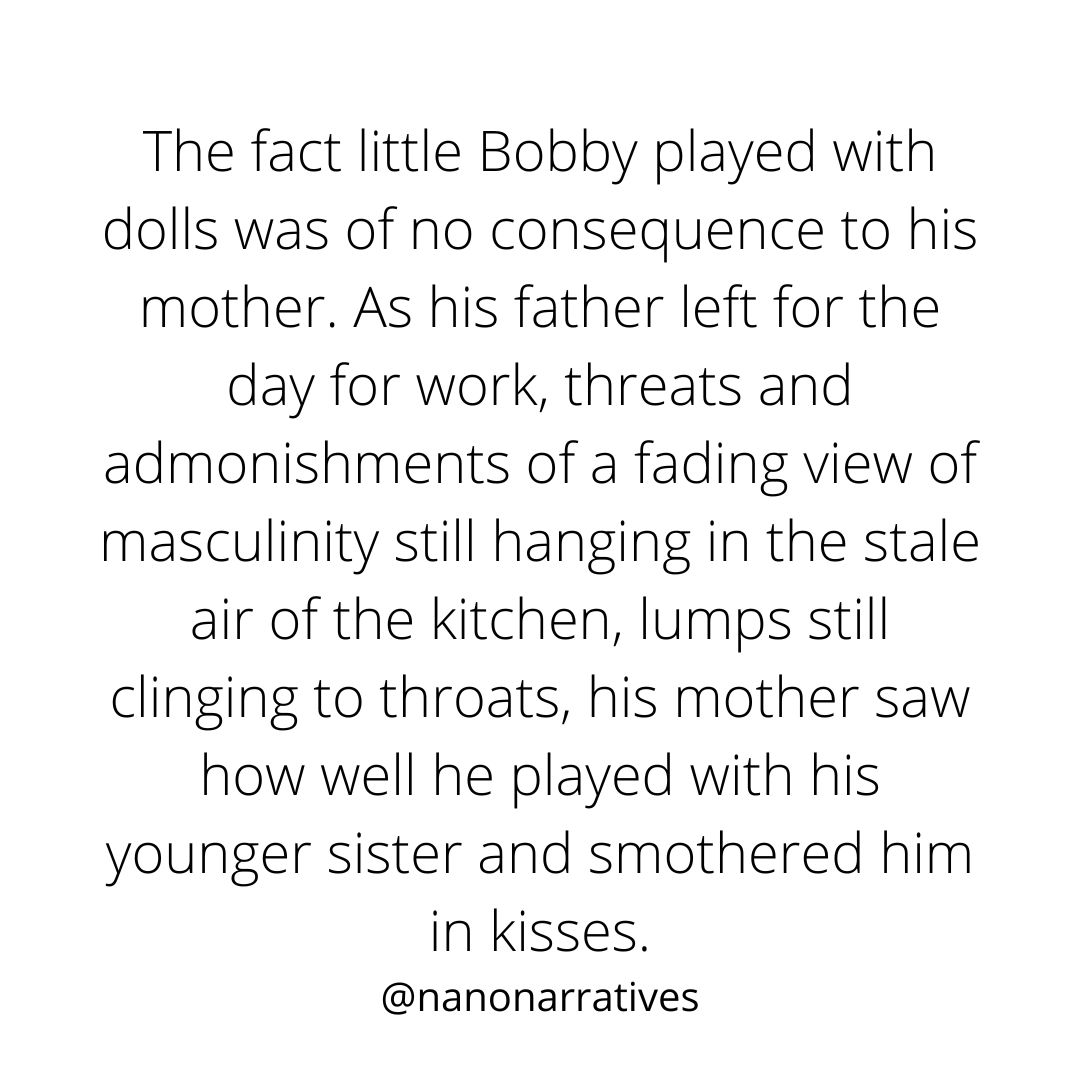 The fact little Bobby played with
dolls was of no consequence to his
mother. As his father left for the
day for work, threats and
admonishments of a fading view of
masculinity still hanging in the stale
air of the kitchen, lumps still
clinging to throats, his mother saw
how well he played with his
younger sister and smothered him
in kisses.
@nanonarratives